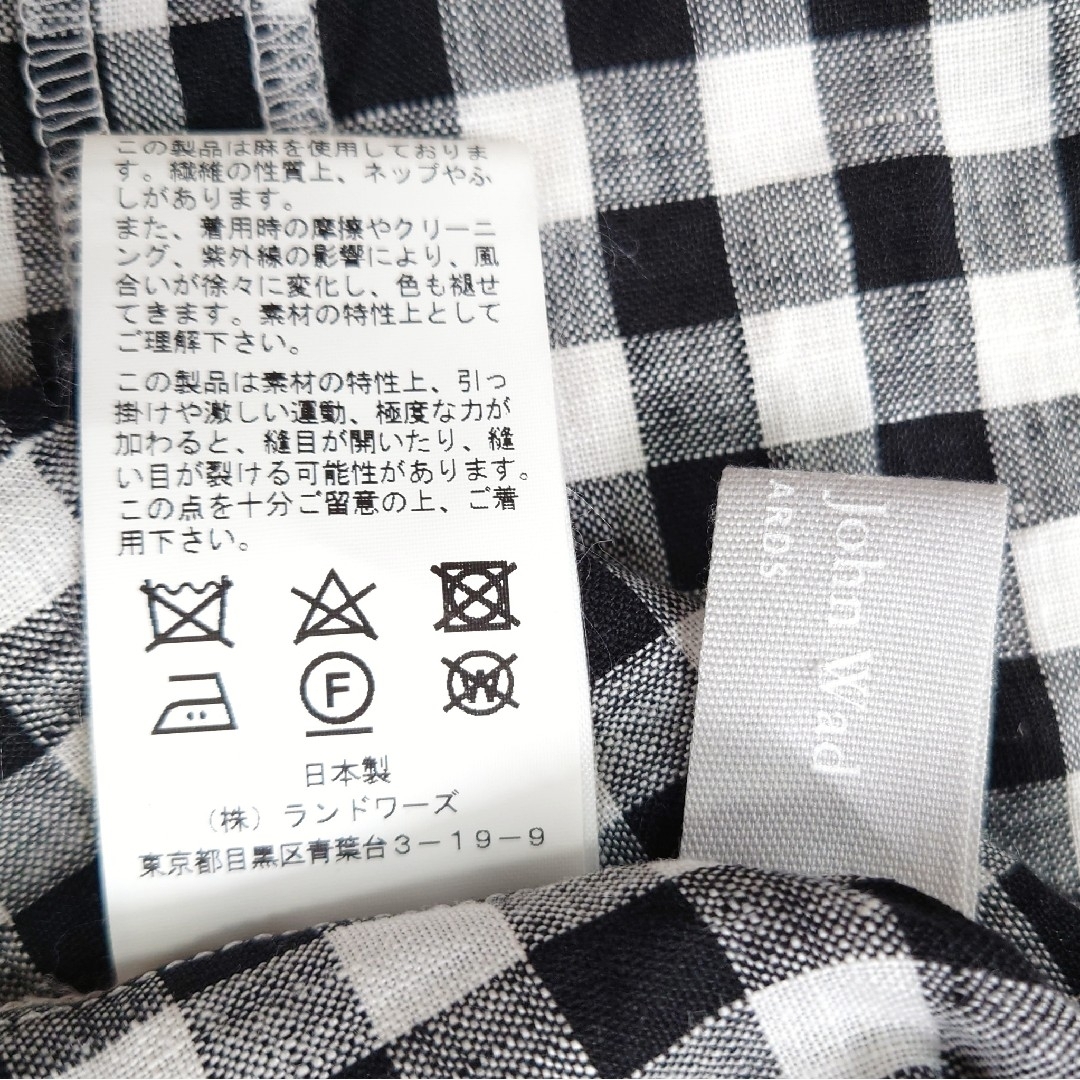 この製品は麻を使用しておりま
す。繊維の性質上、ネップやふ
しがあります。
また、着用時の摩擦やクリーニ
ング、紫外線の影響により、風
合いが徐々に変化し、色も褪せ
てきます。素材の特性上として
ご理解下さい。
この製品は素材の特性上、引っ
掛けや激しい運動、極度な力が
加わると、縫目が開いたり、縫
い目が裂ける可能性があります。
この点を十分ご留意の上、ご着
用下さい。
F
W
日本製
(株)ランドワーズ
東京都目黒区青葉台3-19-9
John Wad
ARDS